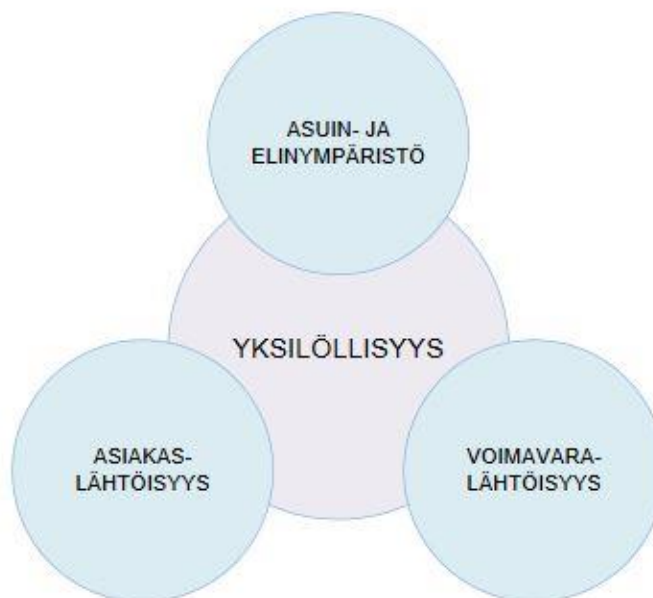 ASUIN- JA
ELINYMPÄRISTÖ
YKSILÖLLISYYS
ASIAKAS-
LÄHTÖISYYS
VOIMAVARA-
LÄHTÖISYYS